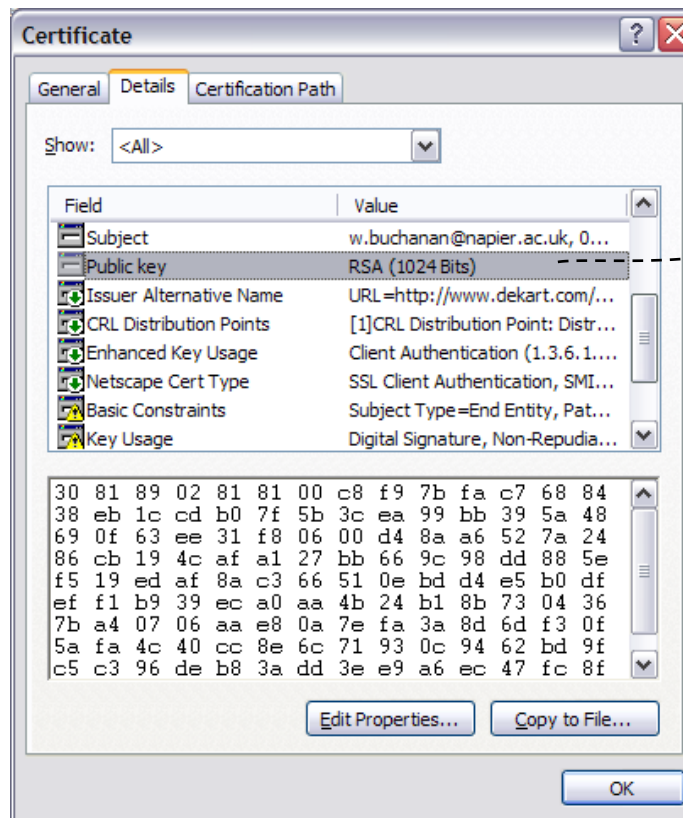 Certificate
General Details Certification Path
Show: <All>
Field Value
Subject w.buchanan@napier.ac.uk, 0...
Public key RSA (1024 Bits)
Issuer Alternative Name URL=http://www.dekart.com/...
CRL Distribution Points [1]CRL Distribution Point: Distr...
Enhanced Key Usage Client Authentication (1.3.6.1....
Netscape Cert Type SSL Client Authentication, SMI...
Basic Constraints Subject Type=End Entity, Pat...
Key Usage Digital Signature, Non-Repudia...
30 81 89 02 81 81 00 c8 f9 7b fa c7 68 84
38 eb 1c cd b0 7f 5b 3c ea 99 bb 39 5a 48
69 0f 63 ee 31 f8 06 00 d4 8a a6 52 7a 24
86 cb 19 4c af a1 27 bb 66 9c 98 dd 88 5e
f5 19 ed af 8a c3 66 51 0e bd d4 e5 b0 df
ef f1 b9 39 ec a0 aa 4b 24 b1 8b 73 04 36
7b a4 07 06 aa e8 0a 7e fa 3a 8d 6d f3 0f
5a fa 4c 40 cc 8e 6c 71 93 0c 94 62 bd 9f
c5 c3 96 de b8 3a dd 3e e9 a6 ec 47 fc 8f
Edit Properties... Copy to File...
OK